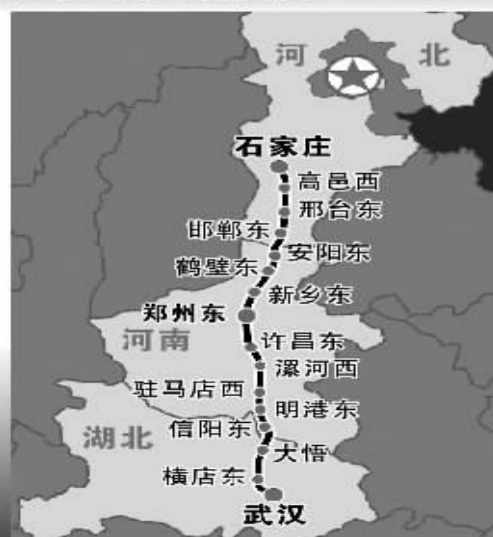 河 北
石家庄
高邑西
邢台东
邯郸东
安阳东
鹤壁东
新乡东
郑州东
河南
许昌东
漯河西
驻马店西
明港东
湖北
信阳东
大悟
横店东
武汉